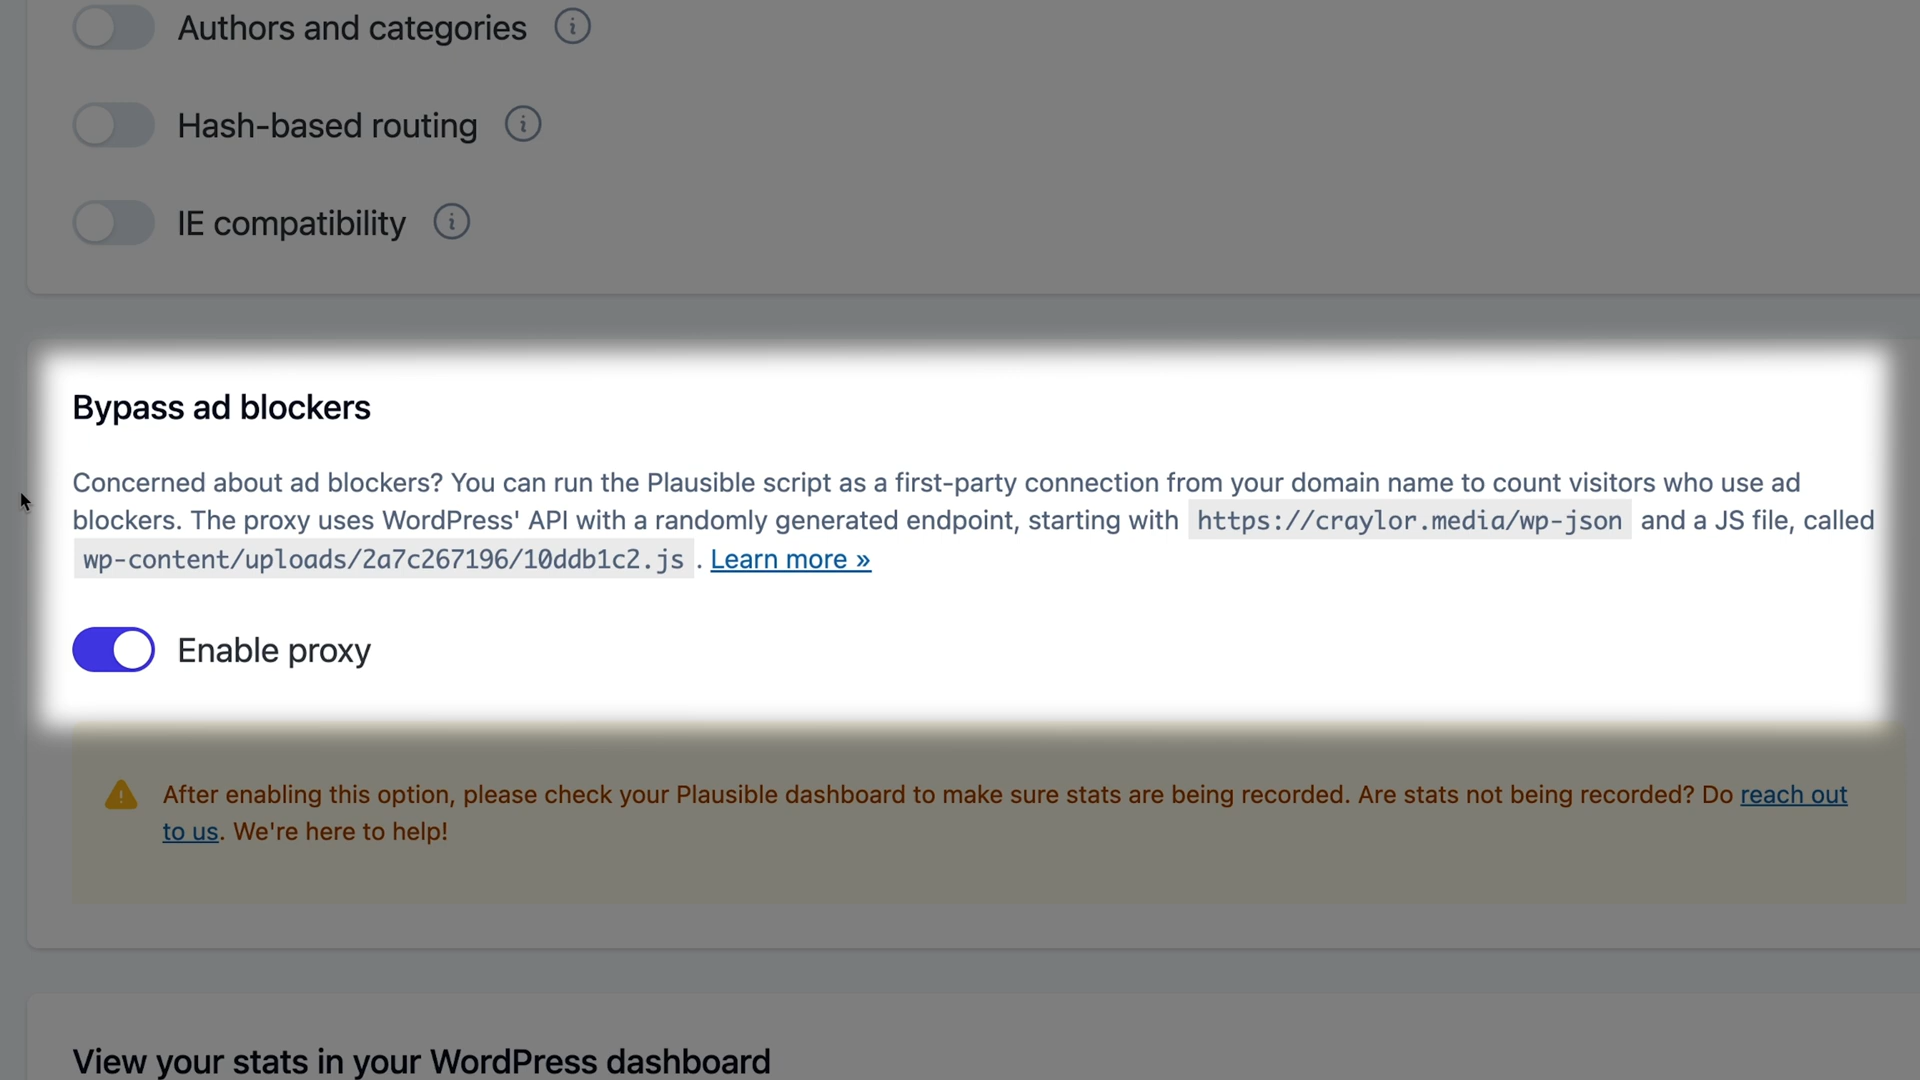 Authors and categories
Hash-based routing
IE compatibility
Bypass ad blockers
Concerned about ad blockers? You can run the Plausible script as a first-party connection from your domain name to count visitors who use ad
blockers. The proxy uses WordPress' API with a randomly generated endpoint, starting with https://craylor.media/wp-json and a JS file, called
wp-content/uploads/2a7c267196/10ddb1c2.js . Learn more »
Enable proxy
After enabling this option, please check your Plausible dashboard to make sure stats are being recorded. Are stats not being recorded? Do reach out
to us. We're here to help!
View your stats in your WordPress dashboard